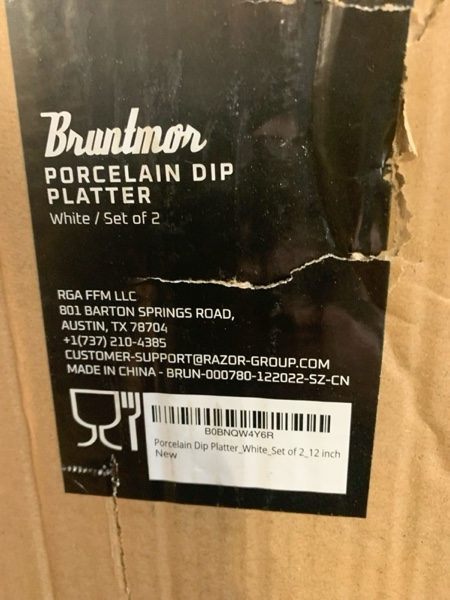 Bruntmor
PORCELAIN DIP
PLATTER
White / Set of 2
RGA FFM LLC
801 BARTON SPRINGS ROAD,
AUSTIN, TX 78704
+1(737) 210-4385
CUSTOMER-SUPPORT@RAZOR-GROUP.COM
MADE IN CHINA - BRUN-000780-122022-SZ-CN
B0BNQW4Y6R
Porcelain Dip Platter_White_Set of 2_12 inch
New